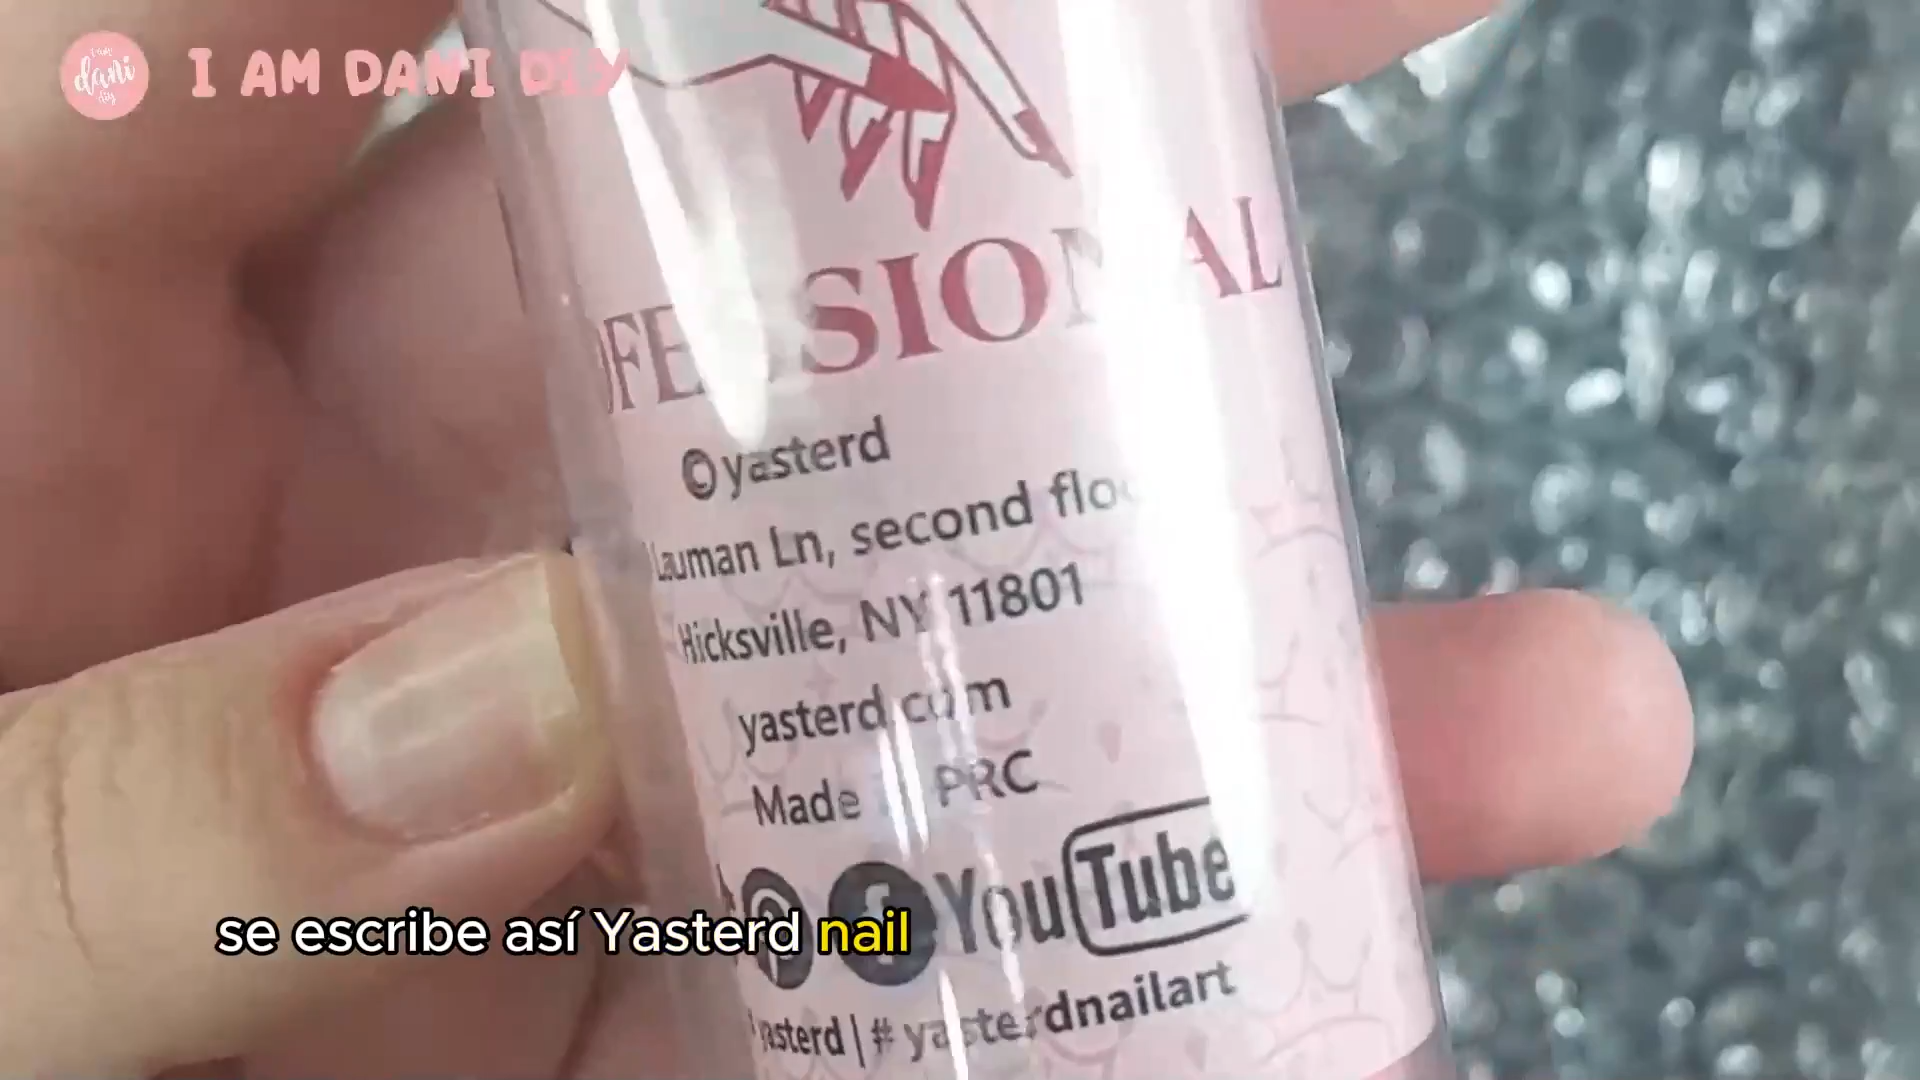 dani
I AM DANI DIY
©yasterd
Lauman Ln, second
Hicksville, NY 11801
yasterd.com
Made PRC
YouTube
se escribe así Yasterd nail
yasterd | # yasterdnailart